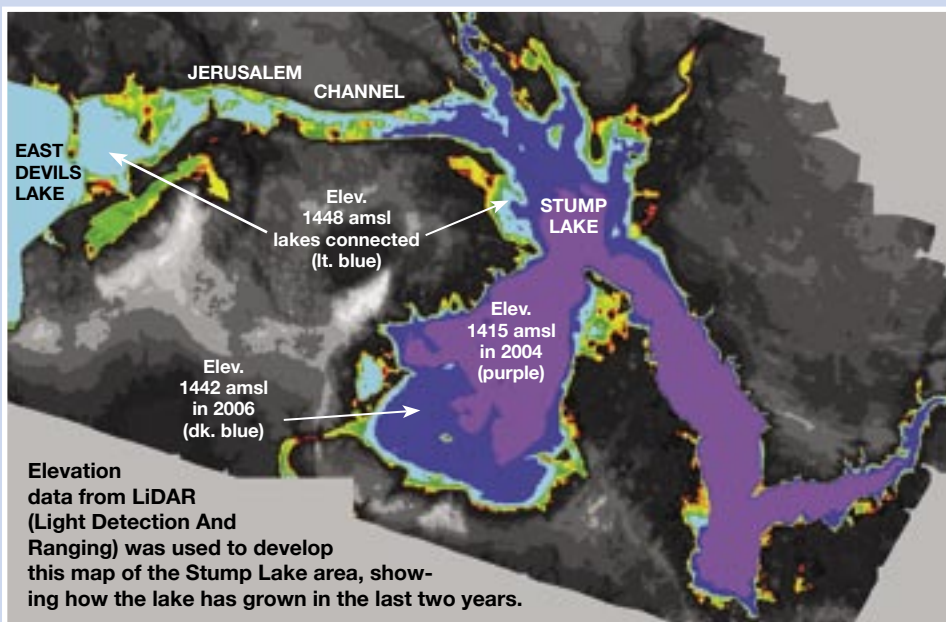 JERUSALEM
CHANNEL
EAST
DEVILS
LAKE
Elev.
1448 amsl
lakes connected
(lt. blue)
STUMP
LAKE
Elev.
1415 amsl
in 2004
(purple)
Elev.
1442 amsl
in 2006
(dk. blue)
Elevation
data from LiDAR
(Light Detection And
Ranging) was used to develop
this map of the Stump Lake area, show-
ing how the lake has grown in the last two years.